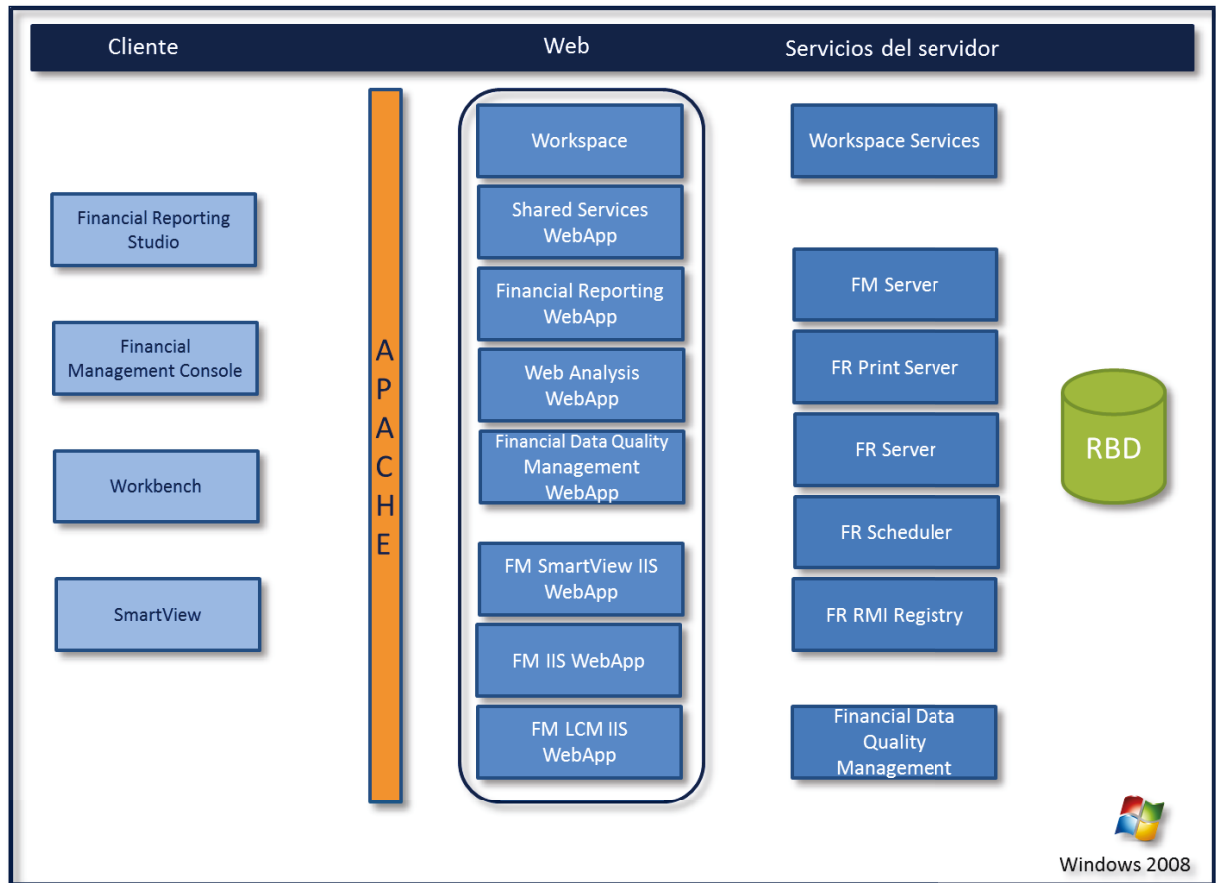 Cliente
Web
Servicios del servidor
Financial Reporting
Studio
Financial
Management Console
Workbench
SmartView
A
P
A
C
H
E
Workspace
Shared Services
WebApp
Financial Reporting
WebApp
Web Analysis
WebApp
Financial Data Quality
Management
WebApp
FM SmartView IIS
WebApp
FM IIS WebApp
FM LCM IIS
WebApp
Workspace Services
FM Server
FR Print Server
FR Server
FR Scheduler
FR RMI Registry
Financial Data
Quality
Management
RBD
Windows 2008